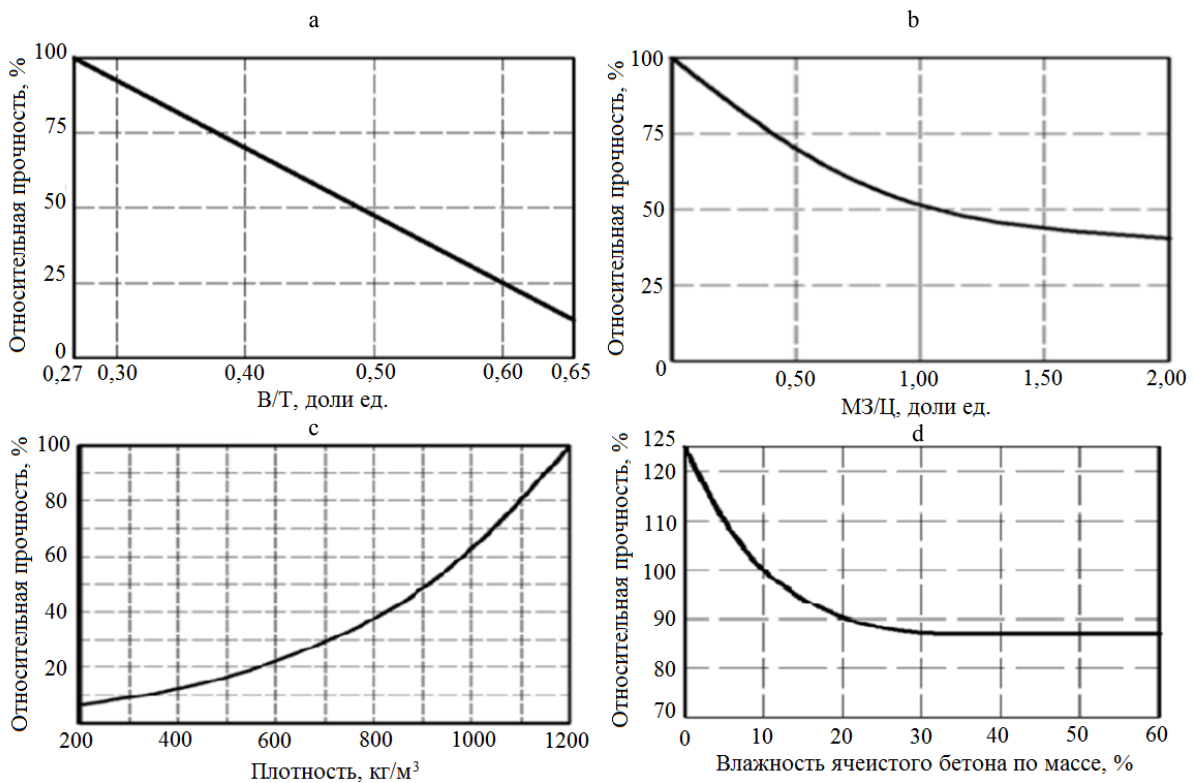 a
Относительная прочность, %
100
75
50
25
0
0,27 0,30 0,40 0,50 0,60 0,65
В/Т, доли ед.
b
Относительная прочность, %
100
75
50
25
0
0,50 1,00 1,50 2,00
МЗ/Ц, доли ед.
c
Относительная прочность, %
100
80
60
40
20
200 400 600 800 1000 1200
Плотность, кг/м³
d
Относительная прочность, %
125
120
110
100
90
80
70
0 10 20 30 40 50 60
Влажность ячеистого бетона по массе, %